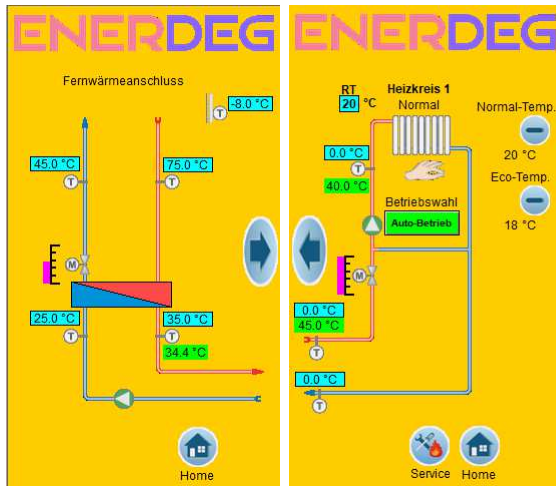 ENERDEG
Fernwärmeanschluss
-8.0 °C
T
45.0 °C
75.0 °C
T
T
M
25.0 °C
35.0 °C
T
T
34.4 °C
Home
ENERDEG
RT
Heizkreis 1
20 °C
Normal
Normal-Temp.
0.0 °C
T
20 °C
40.0 °C
Eco-Temp.
Betriebswahl
Auto-Betrieb
18 °C
M
0.0 °C
45.0 °C
T
0.0 °C
T
Service
Home